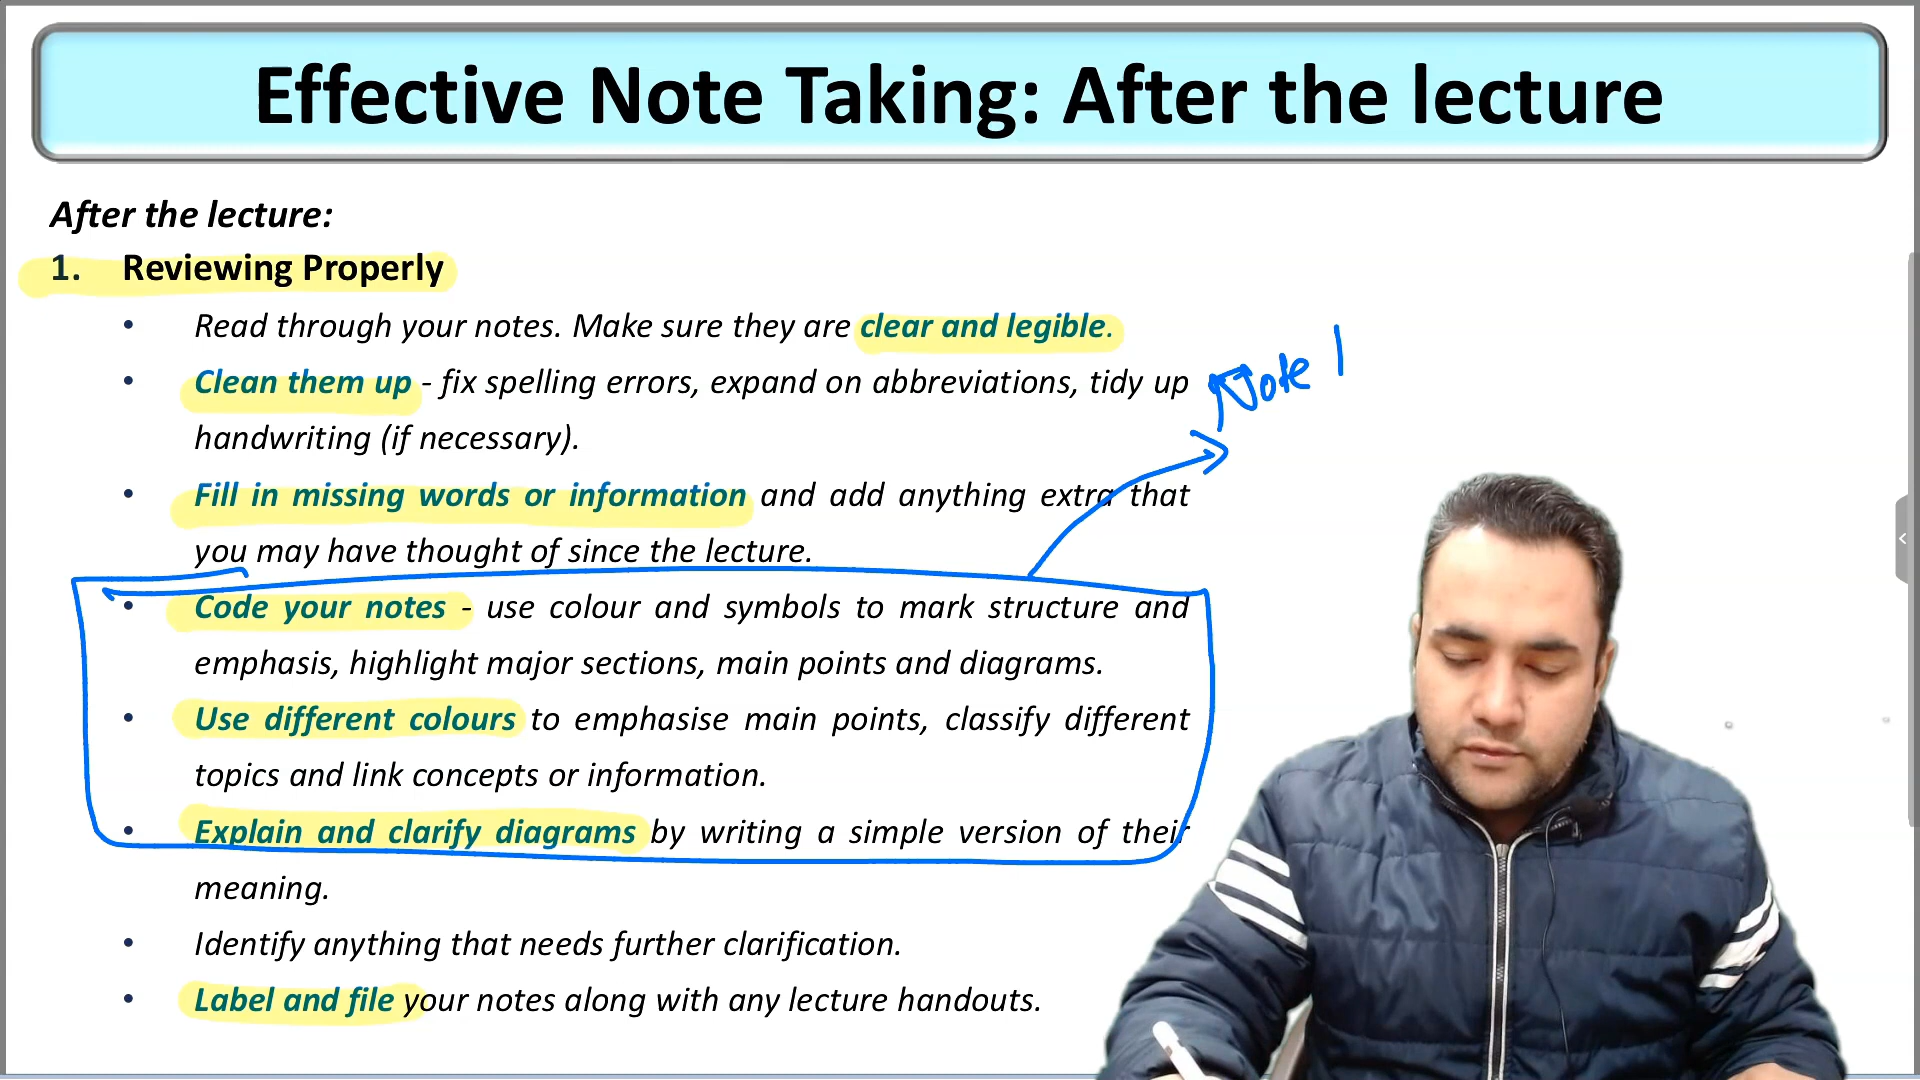 Effective Note Taking: After the lecture
After the lecture:
1. Reviewing Properly
• Read through your notes. Make sure they are clear and legible.
• Clean them up - fix spelling errors, expand on abbreviations, tidy up
handwriting (if necessary).
Note 1
• Fill in missing words or information and add anything extra that
you may have thought of since the lecture.
• Code your notes - use colour and symbols to mark structure and
emphasis, highlight major sections, main points and diagrams.
• Use different colours to emphasise main points, classify different
topics and link concepts or information.
• Explain and clarify diagrams by writing a simple version of their
meaning.
• Identify anything that needs further clarification.
• Label and file your notes along with any lecture handouts.